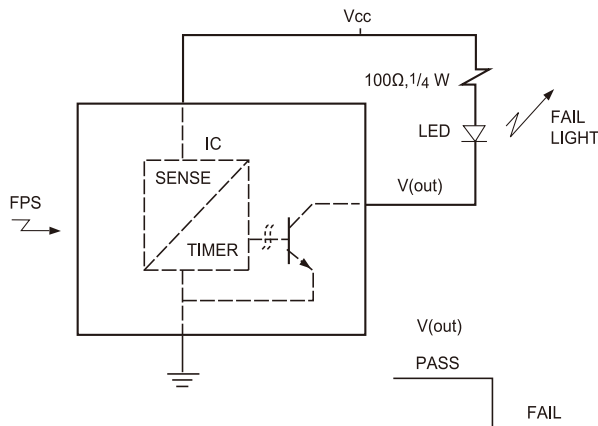 Vcc
100Ω,1/4 W
LED
FAIL
LIGHT
IC
SENSE
V(out)
FPS
TIMER
V(out)
PASS
FAIL